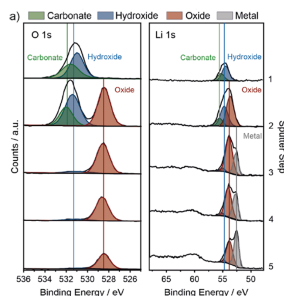 a) Carbonate Hydroxide Oxide Metal
O 1s
Carbonate
Hydroxide
Oxide
Counts / a.u.
536 534 532 530 528 526
Binding Energy / eV
Li 1s
Carbonate
Hydroxide
Oxide
Metal
1
2
3
4
5
65 60 55 50
Binding Energy / eV
Sputter Step